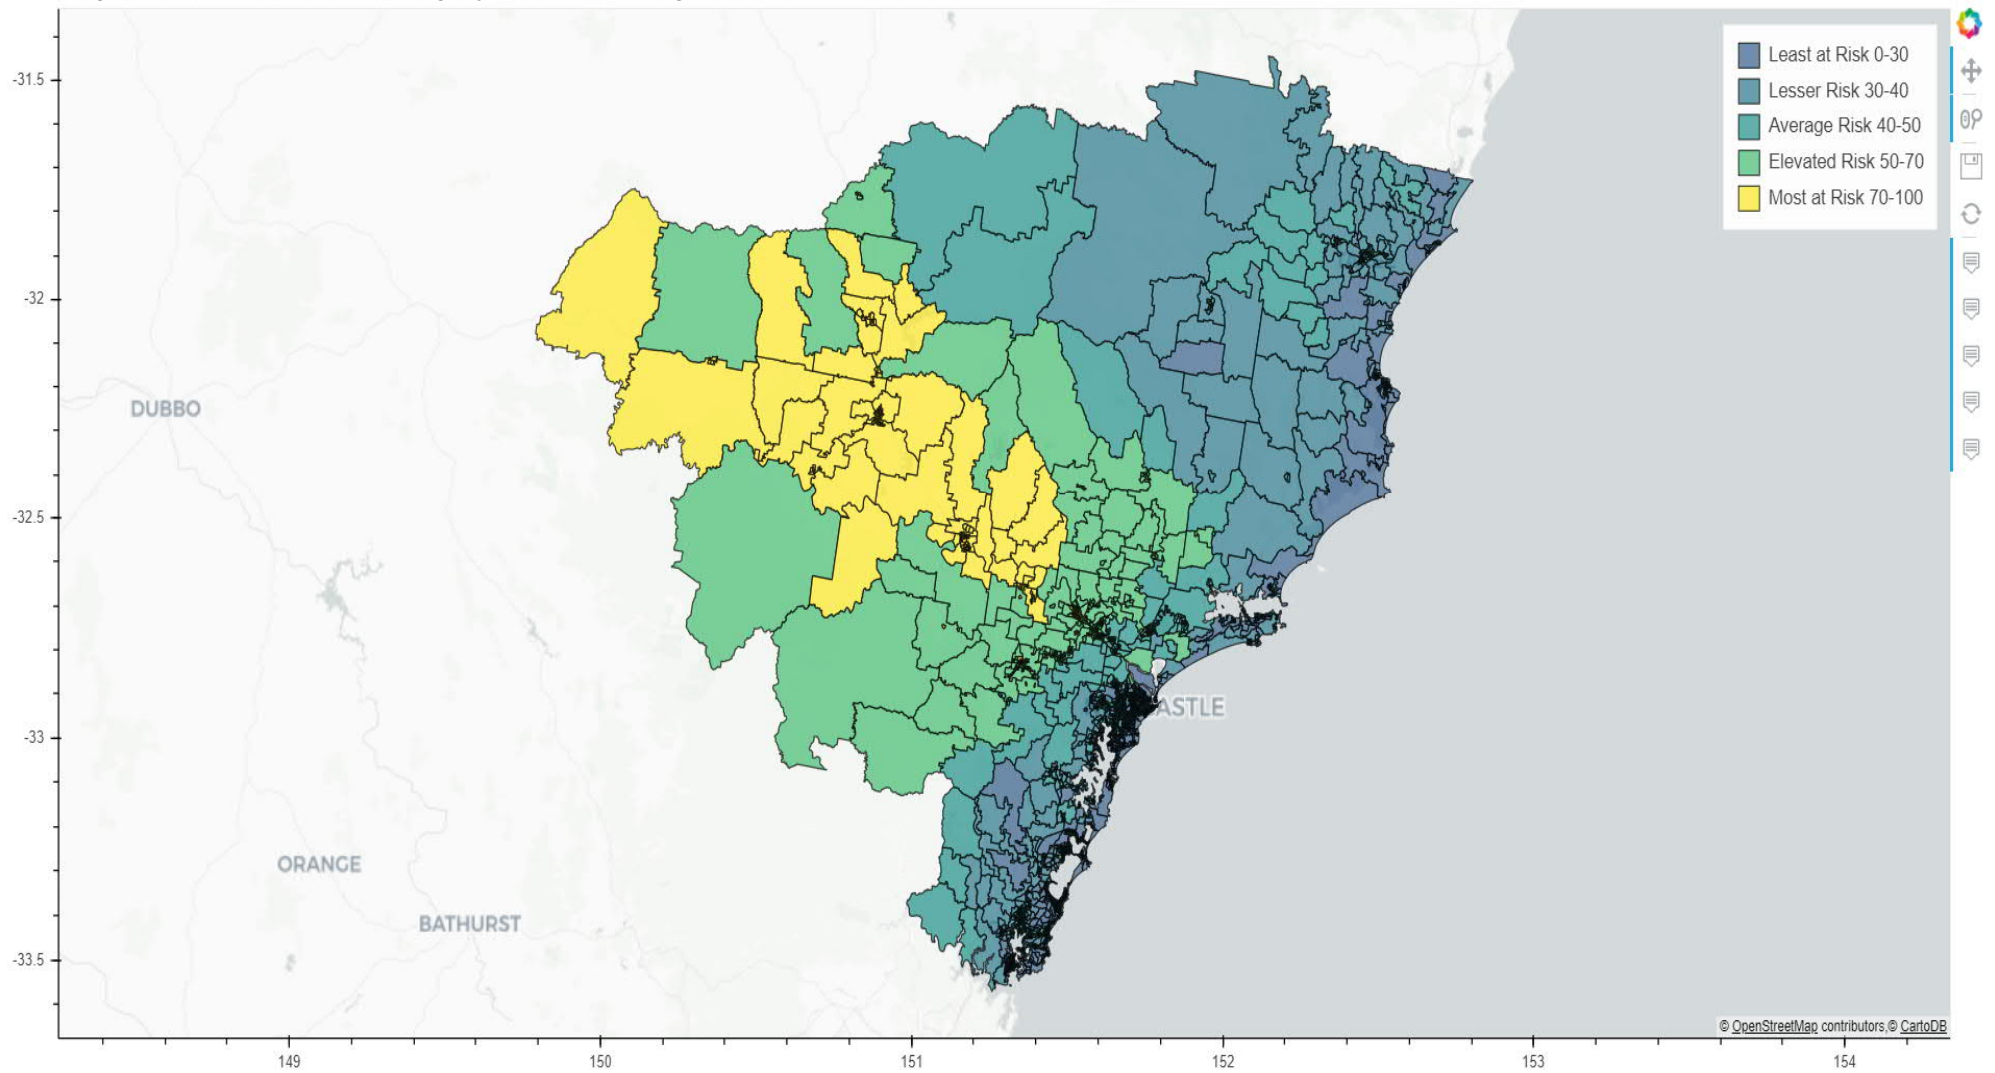 Least at Risk 0-30
Lesser Risk 30-40
Average Risk 40-50
Elevated Risk 50-70
Most at Risk 70-100
-31.5
-32
DUBBO
-32.5
ASTLE
-33
ORANGE
BATHURST
-33.5
© OpenStreetMap contributors,© CartoDB
149
150
151
152
153
154